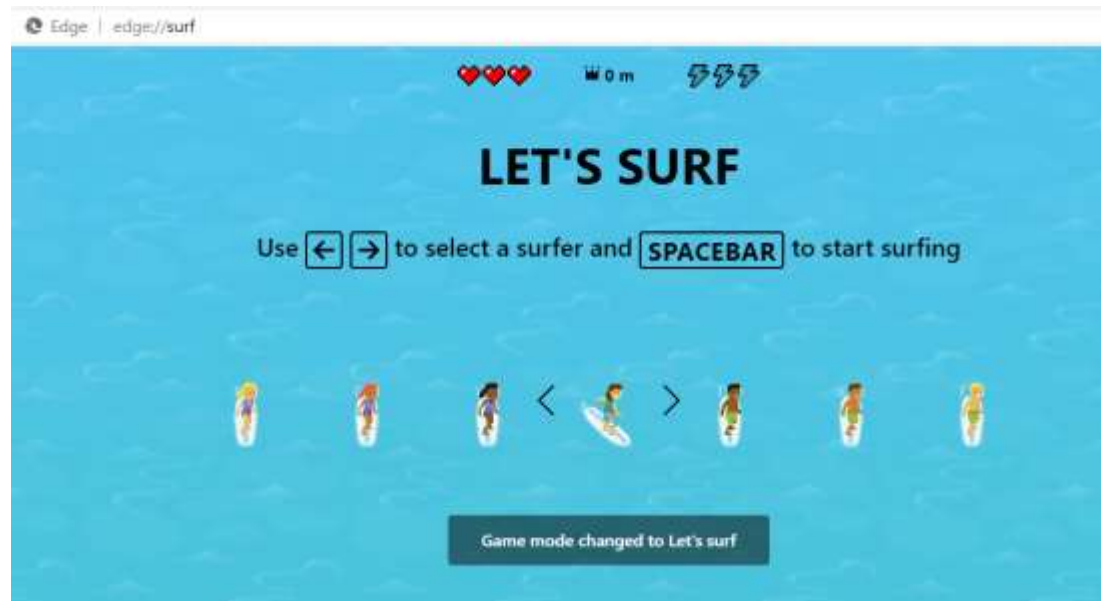 Edge | edge://surf
0 m
LET'S SURF
Use ← → to select a surfer and SPACEBAR to start surfing
< >
Game mode changed to Let's surf